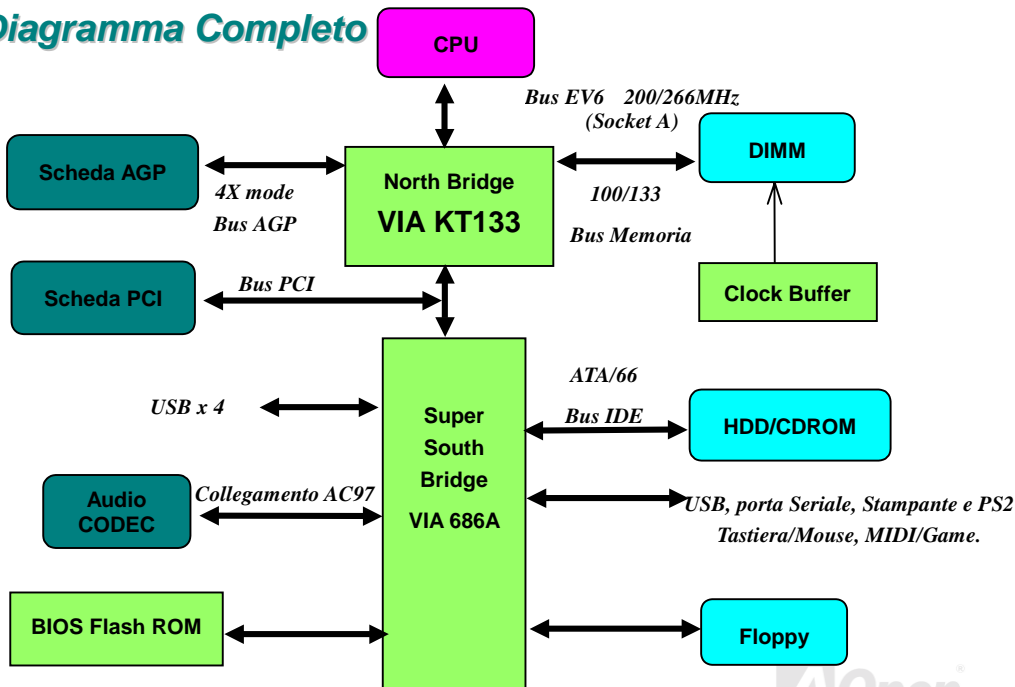 Diagramma Completo
CPU
Bus EV6 200/266MHz
(Socket A)
Scheda AGP
4X mode
Bus AGP
North Bridge
VIA KT133
DIMM
100/133
Bus Memoria
Scheda PCI
Bus PCI
Clock Buffer
USB x 4
Super
South
Bridge
VIA 686A
ATA/66
Bus IDE
HDD/CDROM
Audio
CODEC
Collegamento AC97
USB, porta Seriale, Stampante e PS2
Tastiera/Mouse, MIDI/Game.
BIOS Flash ROM
Floppy
AOpen
®